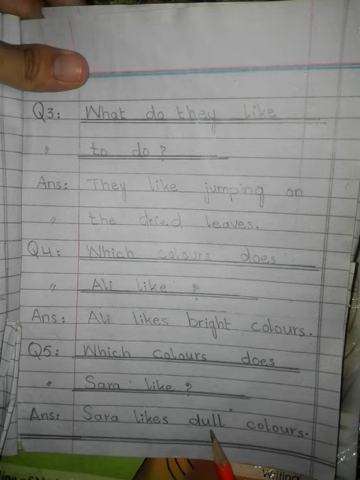 Q3: What do they like
" to do?
Ans: They like jumping on
" the dried leaves.
Q4: Which colours does
" Ali like?
Ans: Ali likes bright colours.
Q5: Which colours does
" Sara like?
Ans: Sara likes dull colours.